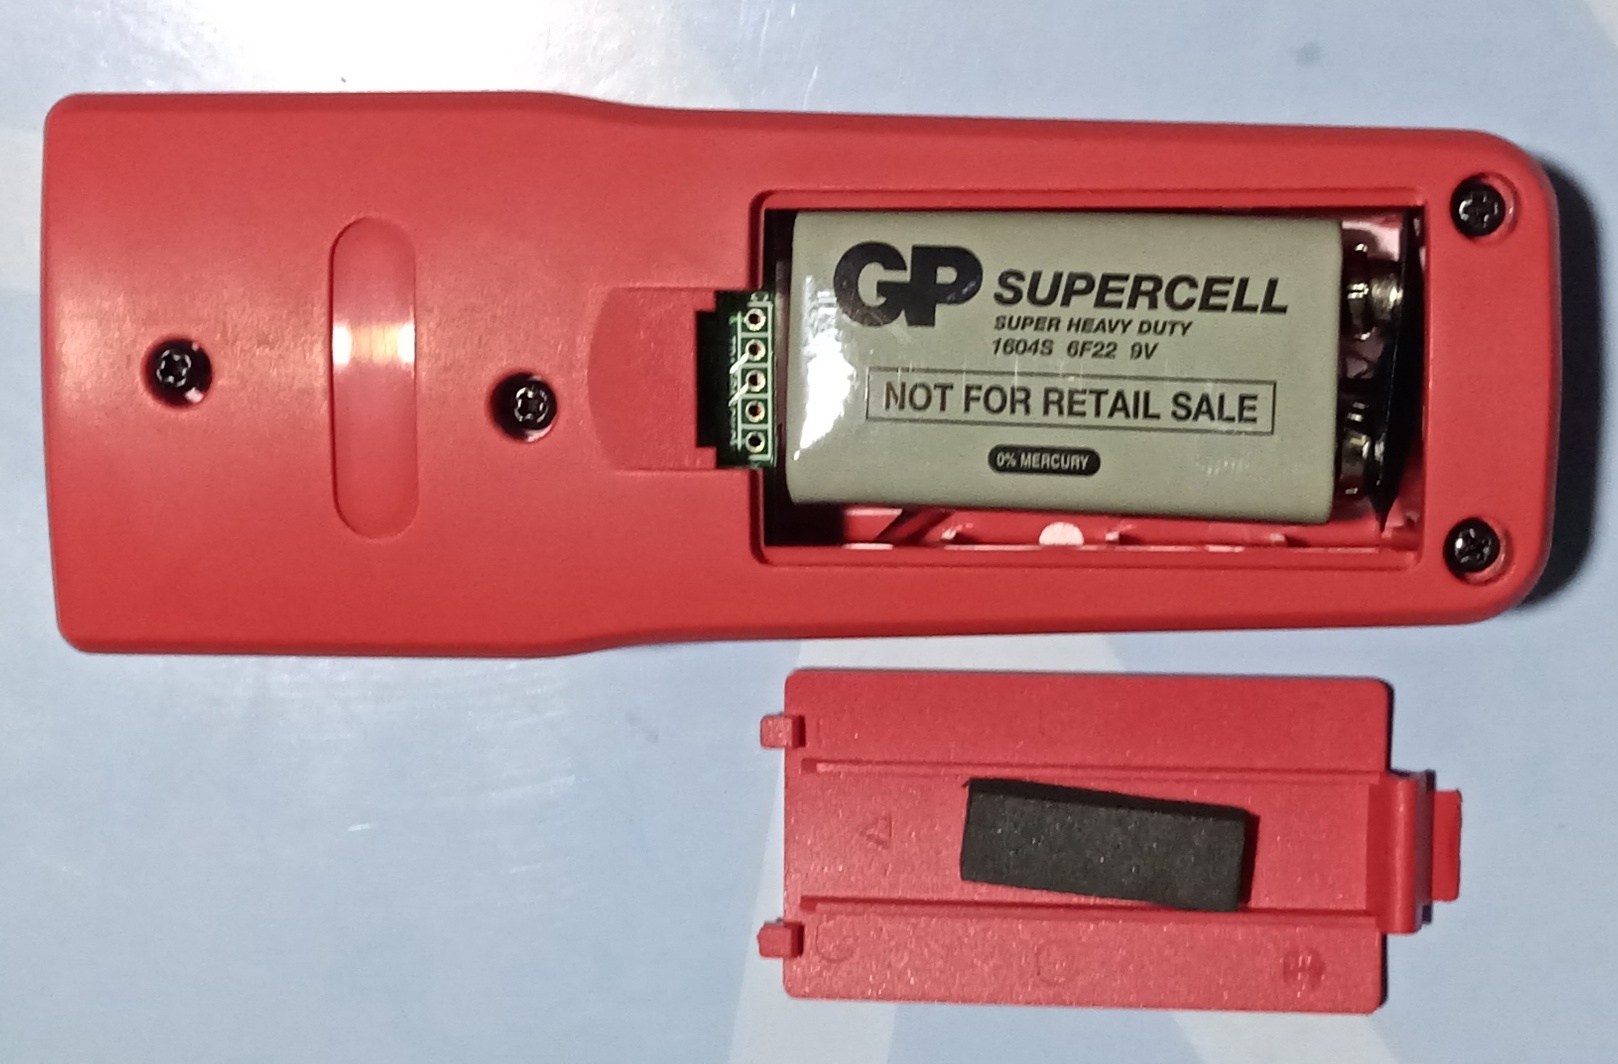 GP SUPERCELL
SUPER HEAVY DUTY
1604S 6F22 9V
NOT FOR RETAIL SALE
0% MERCURY